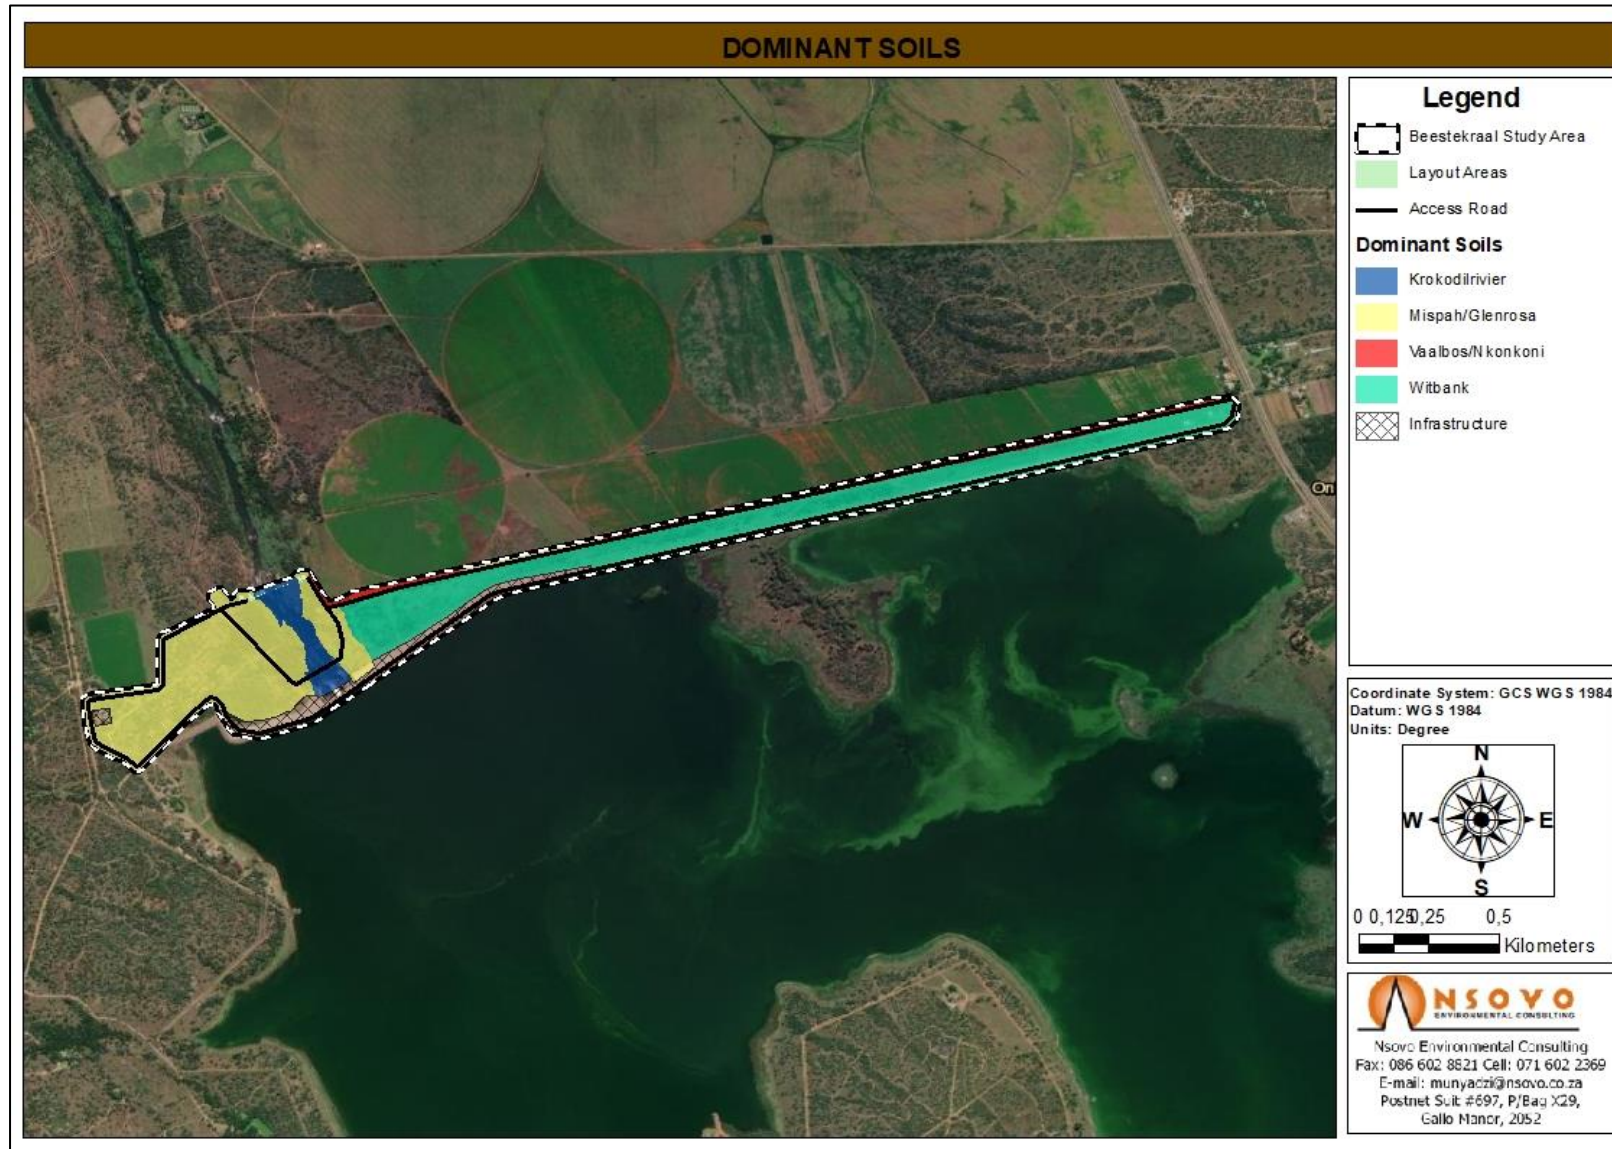 DOMINANT SOILS
Legend
Beestekraal Study Area
Layout Areas
Access Road
Dominant Soils
Krokodilrivier
Mispah/Glenrosa
Vaalbos/Nkonkoni
Witbank
Infrastructure
On
Coordinate System: GCS WGS 1984
Datum: WGS 1984
Units: Degree
N
W E
S
0 0,125 0,25 0,5
Kilometers
NSOVO
ENVIRONMENTAL CONSULTING
Nsovo Environmental Consulting
Fax: 086 602 8821 Cell: 071 602 2369
E-mail: munyadzi@nsovo.co.za
Postnet Suit #697, P/Bag X29,
Gallo Manor, 2052